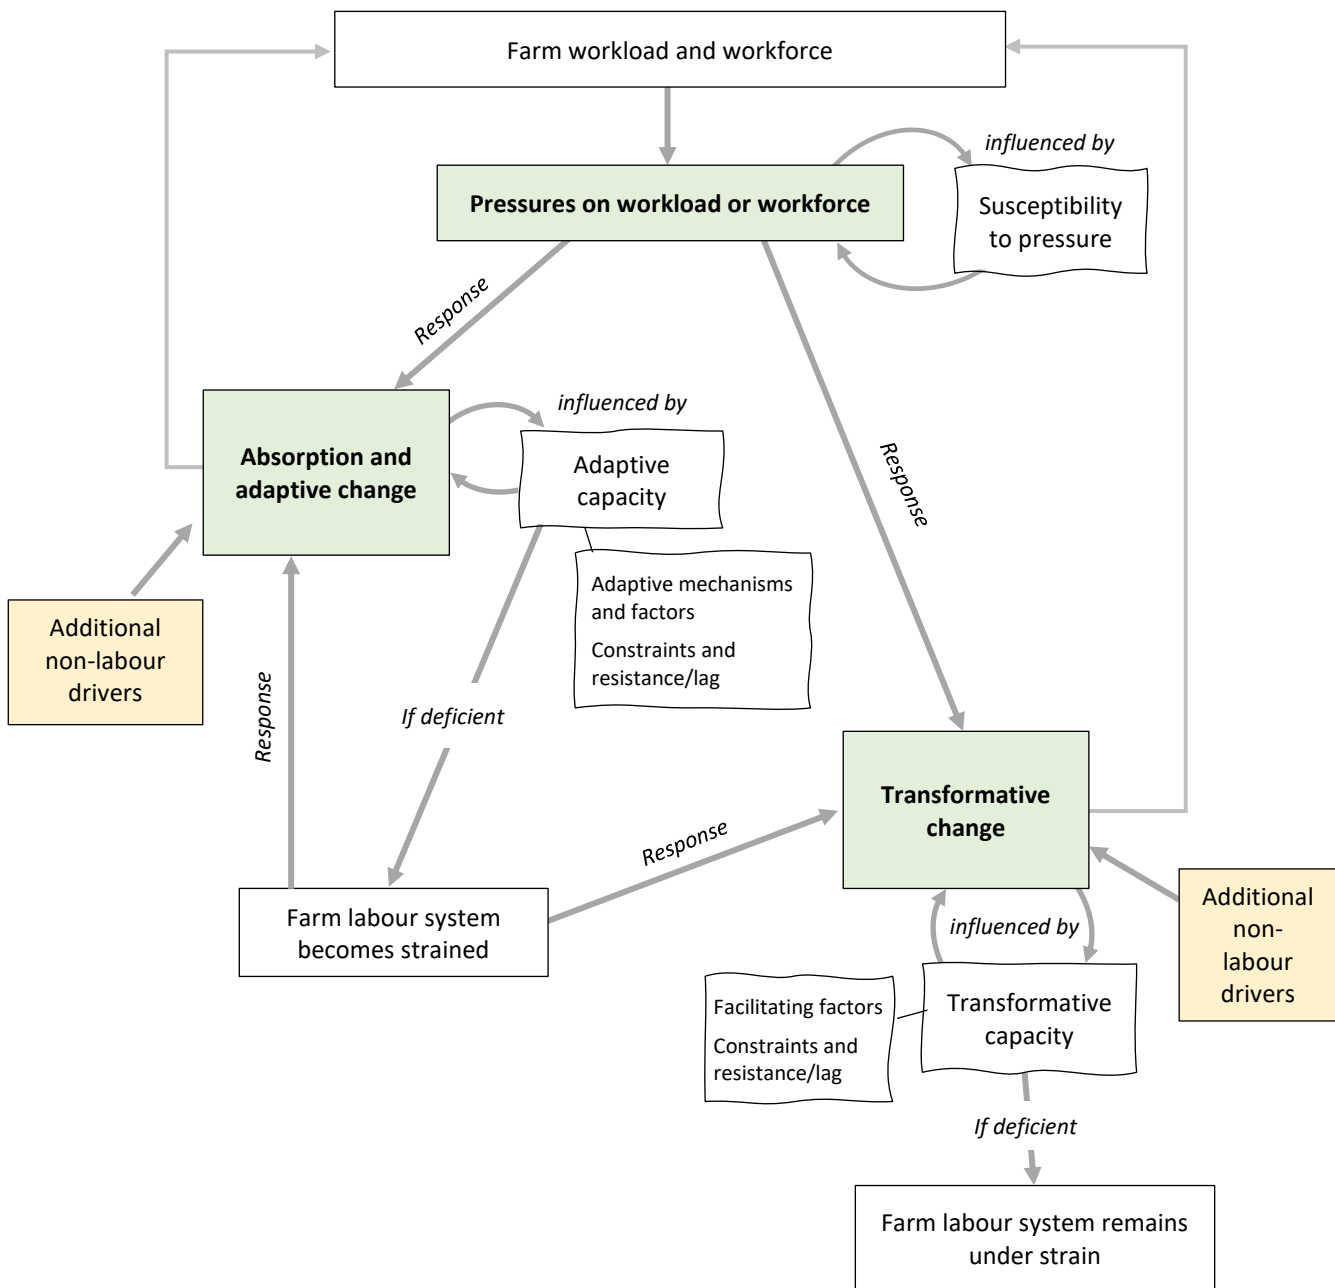 Farm workload and workforce
influenced by
Pressures on workload or workforce
Susceptibility
to pressure
Response
Response
influenced by
Absorption and
adaptive change
Adaptive
capacity
Adaptive mechanisms
and factors
Constraints and
resistance/lag
Additional
non-labour
drivers
Response
If deficient
Transformative
change
Response
Farm labour system
becomes strained
influenced by
Additional
non-
labour
drivers
Facilitating factors
Constraints and
resistance/lag
Transformative
capacity
If deficient
Farm labour system remains
under strain